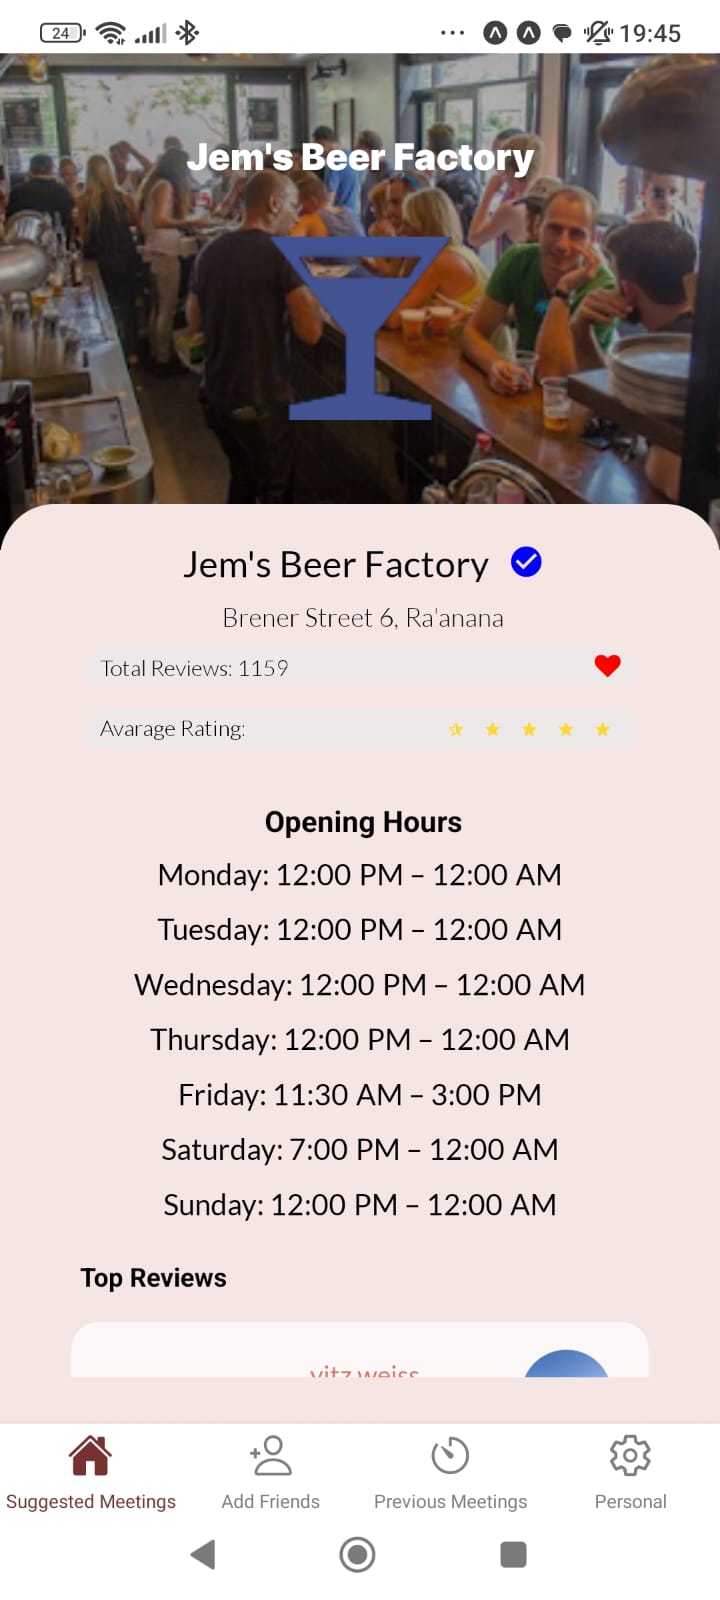 24 19:45
Jem's Beer Factory
Jem's Beer Factory
Brener Street 6, Ra'anana
Total Reviews: 1159
Avarage Rating:
Opening Hours
Monday: 12:00 PM – 12:00 AM
Tuesday: 12:00 PM – 12:00 AM
Wednesday: 12:00 PM – 12:00 AM
Thursday: 12:00 PM – 12:00 AM
Friday: 11:30 AM – 3:00 PM
Saturday: 7:00 PM – 12:00 AM
Sunday: 12:00 PM – 12:00 AM
Top Reviews
vitz weiss
Suggested Meetings Add Friends Previous Meetings Personal